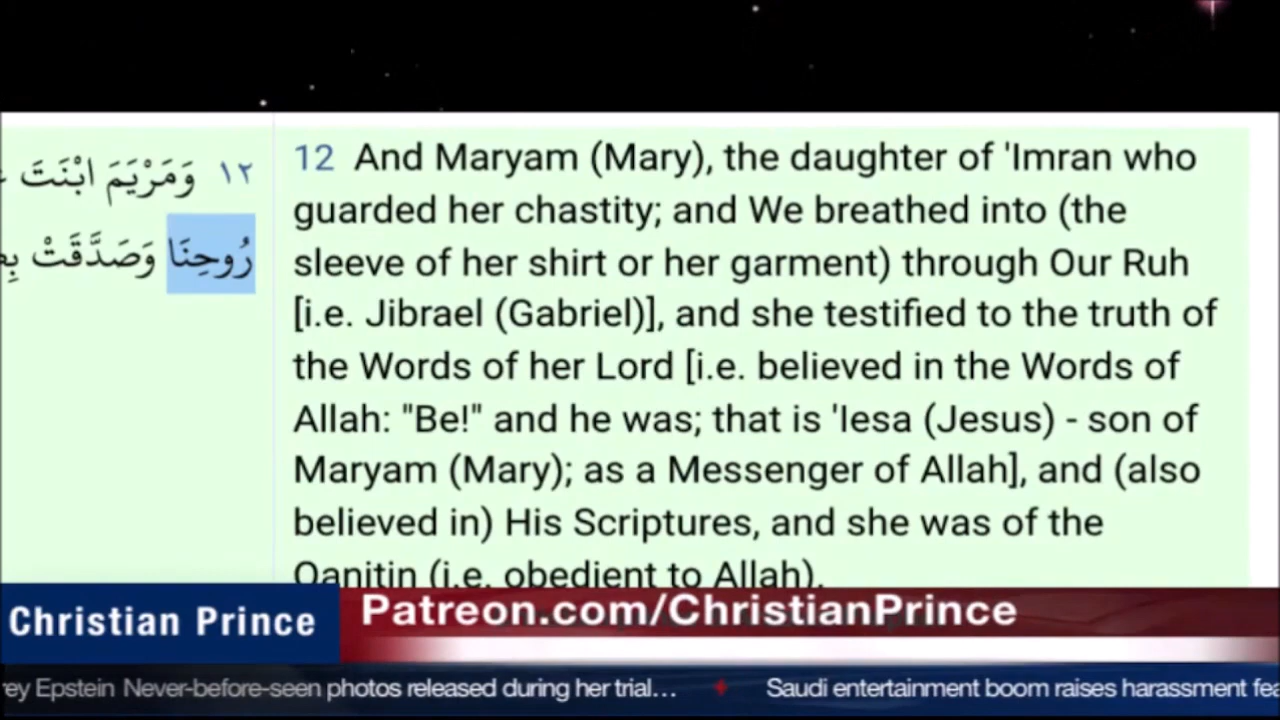 ١٢ وَمَرْيَمَ ابْنَتَ
رُوحِنَا وَصَدَّقَتْ
12 And Maryam (Mary), the daughter of 'Imran who
guarded her chastity; and We breathed into (the
sleeve of her shirt or her garment) through Our Ruh
[i.e. Jibrael (Gabriel)], and she testified to the truth of
the Words of her Lord [i.e. believed in the Words of
Allah: "Be!" and he was; that is 'Iesa (Jesus) - son of
Maryam (Mary); as a Messenger of Allah], and (also
believed in) His Scriptures, and she was of the
Qanitin (i.e. obedient to Allah).
Christian Prince
Patreon.com/ChristianPrince
ey Epstein Never-before-seen photos released during her trial... Saudi entertainment boom raises harassment fea